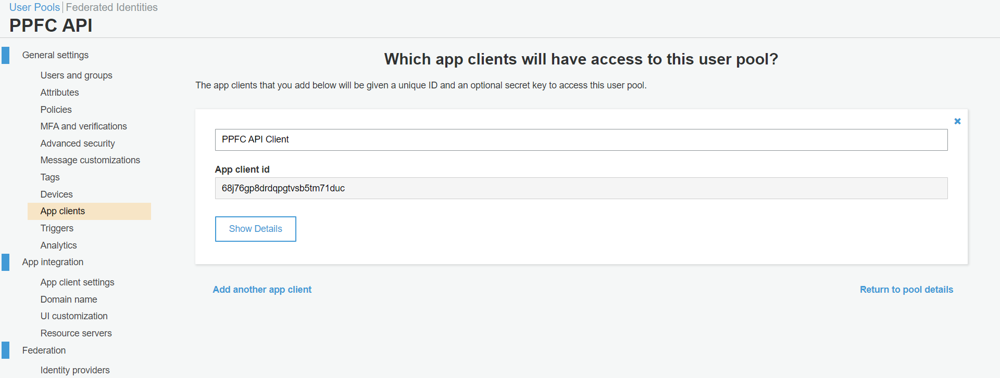 User Pools | Federated Identities
PPFC API
General settings
Users and groups
Attributes
Policies
MFA and verifications
Advanced security
Message customizations
Tags
Devices
App clients
Triggers
Analytics
App integration
App client settings
Domain name
UI customization
Resource servers
Federation
Identity providers
Which app clients will have access to this user pool?
The app clients that you add below will be given a unique ID and an optional secret key to access this user pool.
PPFC API Client
App client id
68j76gp8drdqpgtvsb5tm71duc
Show Details
Add another app client
Return to pool details